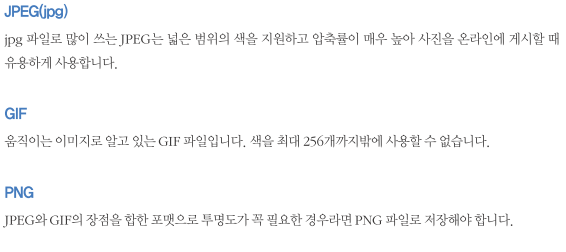 JPEG(jpg)
jpg 파일로 많이 쓰는 JPEG는 넓은 범위의 색을 지원하고 압축률이 매우 높아 사진을 온라인에 게시할 때
유용하게 사용합니다.
GIF
움직이는 이미지로 알고 있는 GIF 파일입니다. 색을 최대 256개까지밖에 사용할 수 없습니다.
PNG
JPEG와 GIF의 장점을 합한 포맷으로 투명도가 꼭 필요한 경우라면 PNG 파일로 저장해야 합니다.